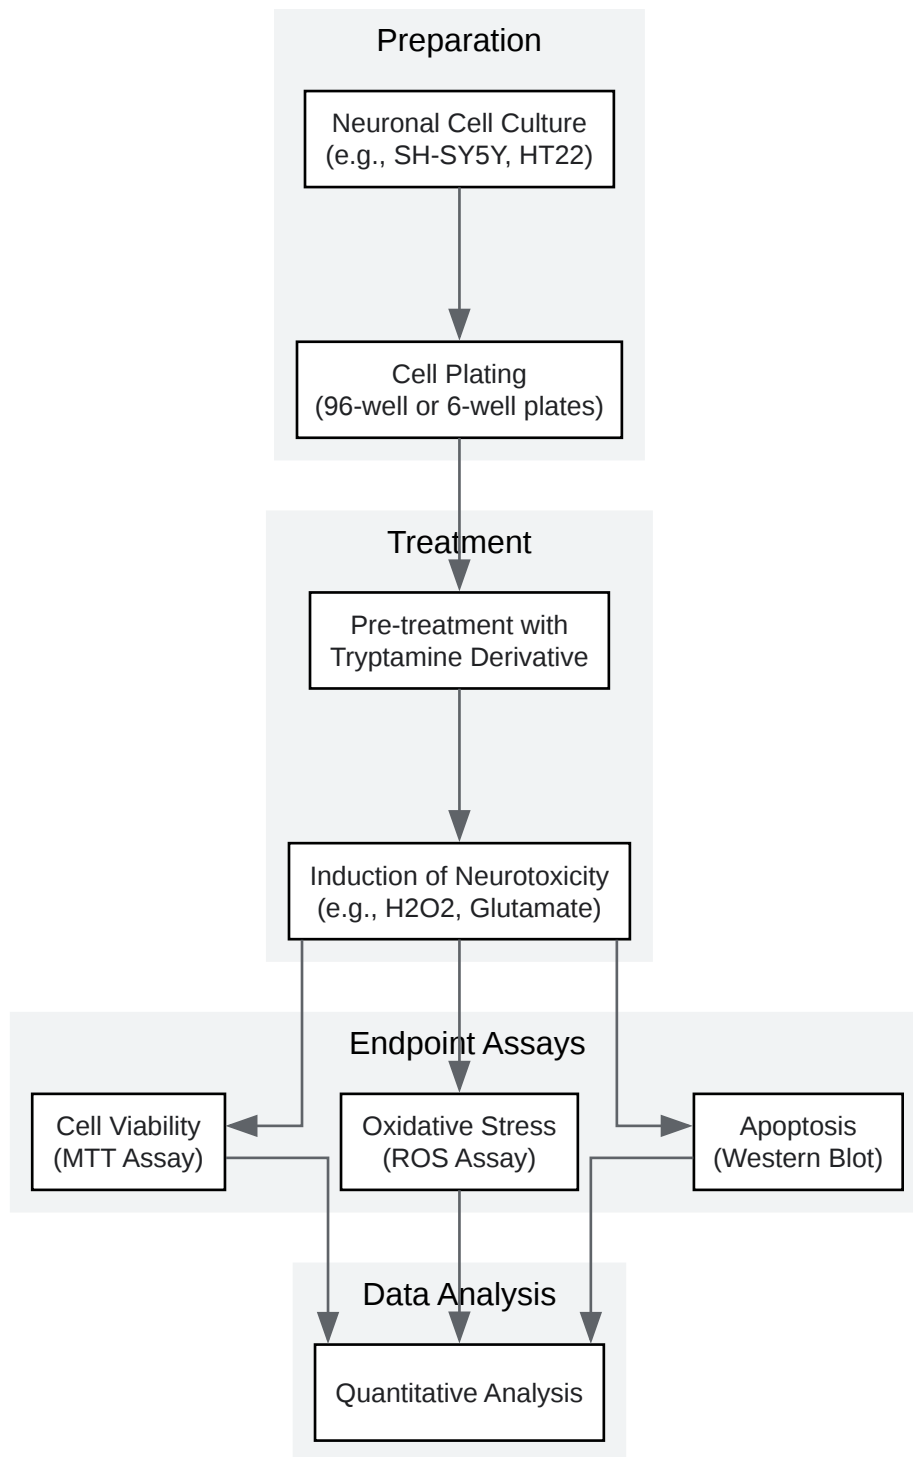 Preparation
Neuronal Cell Culture
(e.g., SH-SY5Y, HT22)
Cell Plating
(96-well or 6-well plates)
Treatment
Pre-treatment with
Tryptamine Derivative
Induction of Neurotoxicity
(e.g., H2O2, Glutamate)
Endpoint Assays
Cell Viability
(MTT Assay)
Oxidative Stress
(ROS Assay)
Apoptosis
(Western Blot)
Data Analysis
Quantitative Analysis